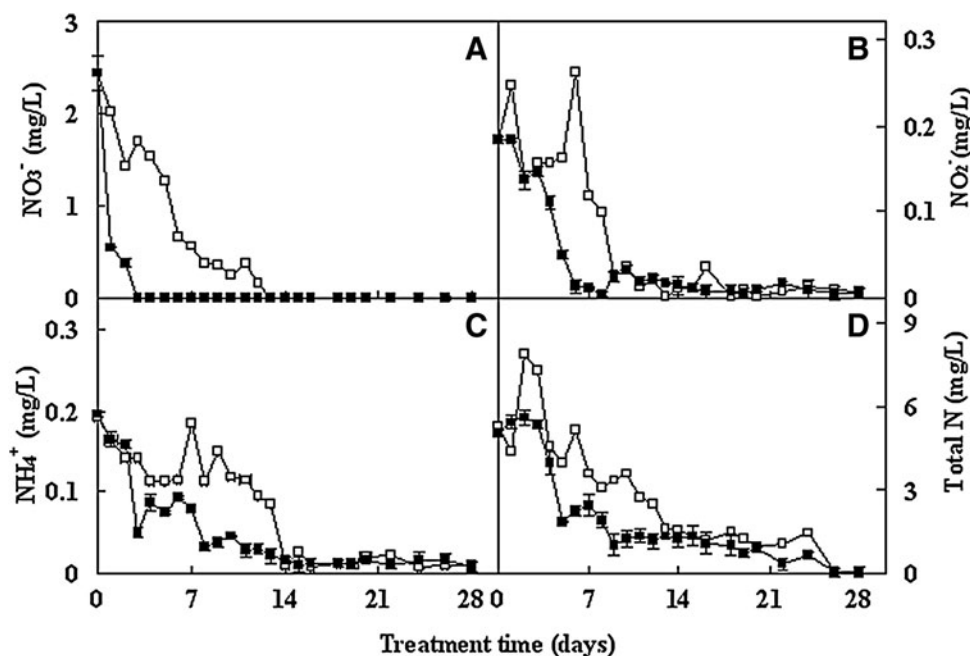 A
B
3
2
1
0
NO₃⁻ (mg/L)
0.3
0.2
0.1
0
NO₂⁻(mg/L)
C
D
0.3
0.2
0.1
0
NH₄⁺ (mg/L)
9
6
3
0
Total N (mg/L)
0 7 14 21 28
0 7 14 21 28
Treatment time (days)